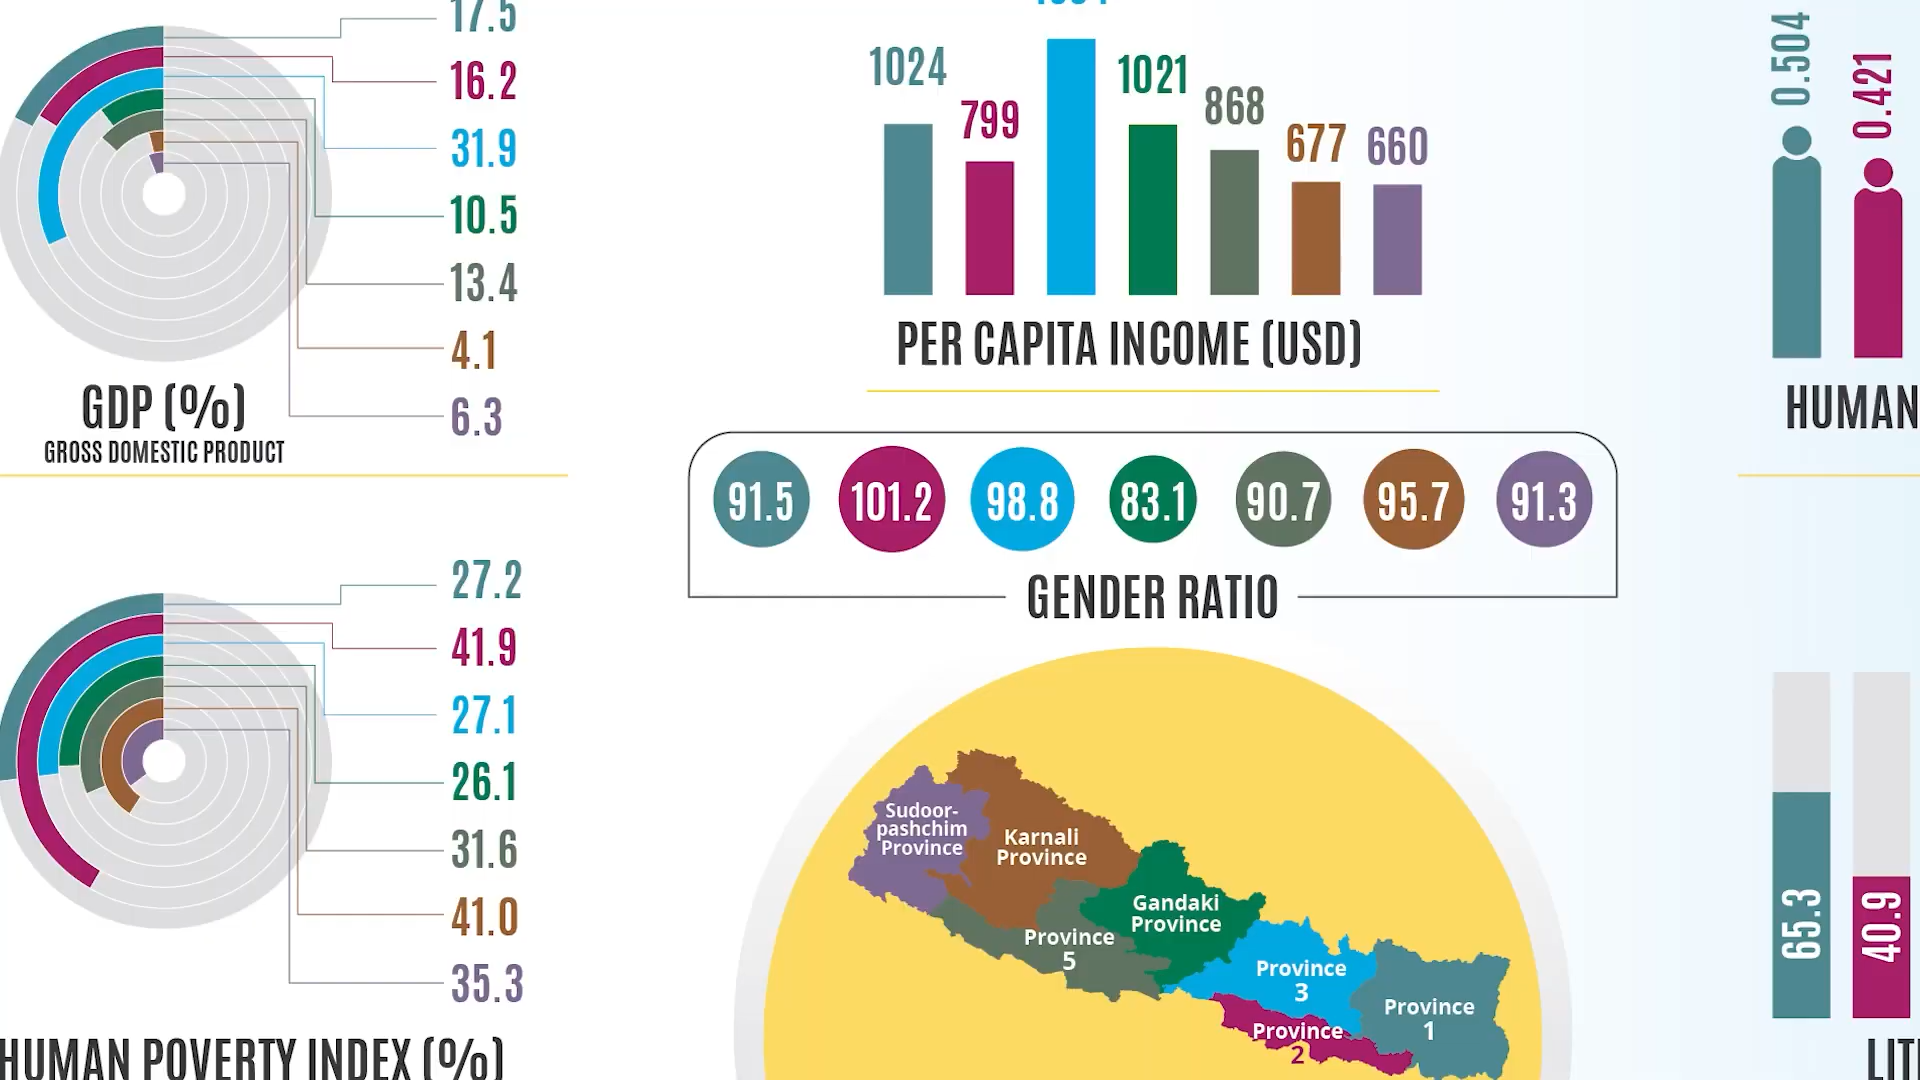 17.5
16.2
31.9
10.5
13.4
4.1
6.3
GDP (%)
GROSS DOMESTIC PRODUCT
27.2
41.9
27.1
26.1
31.6
41.0
35.3
HUMAN POVERTY INDEX (%)
1024
799
1021
868
677
660
PER CAPITA INCOME (USD)
91.5
101.2
98.8
83.1
90.7
95.7
91.3
GENDER RATIO
Sudoor-
pashchim
Province
Karnali
Province
Gandaki
Province
Province
5
Province
3
Province
1
Province
2
0.504
0.421
HUMAN
65.3
40.9
LIT